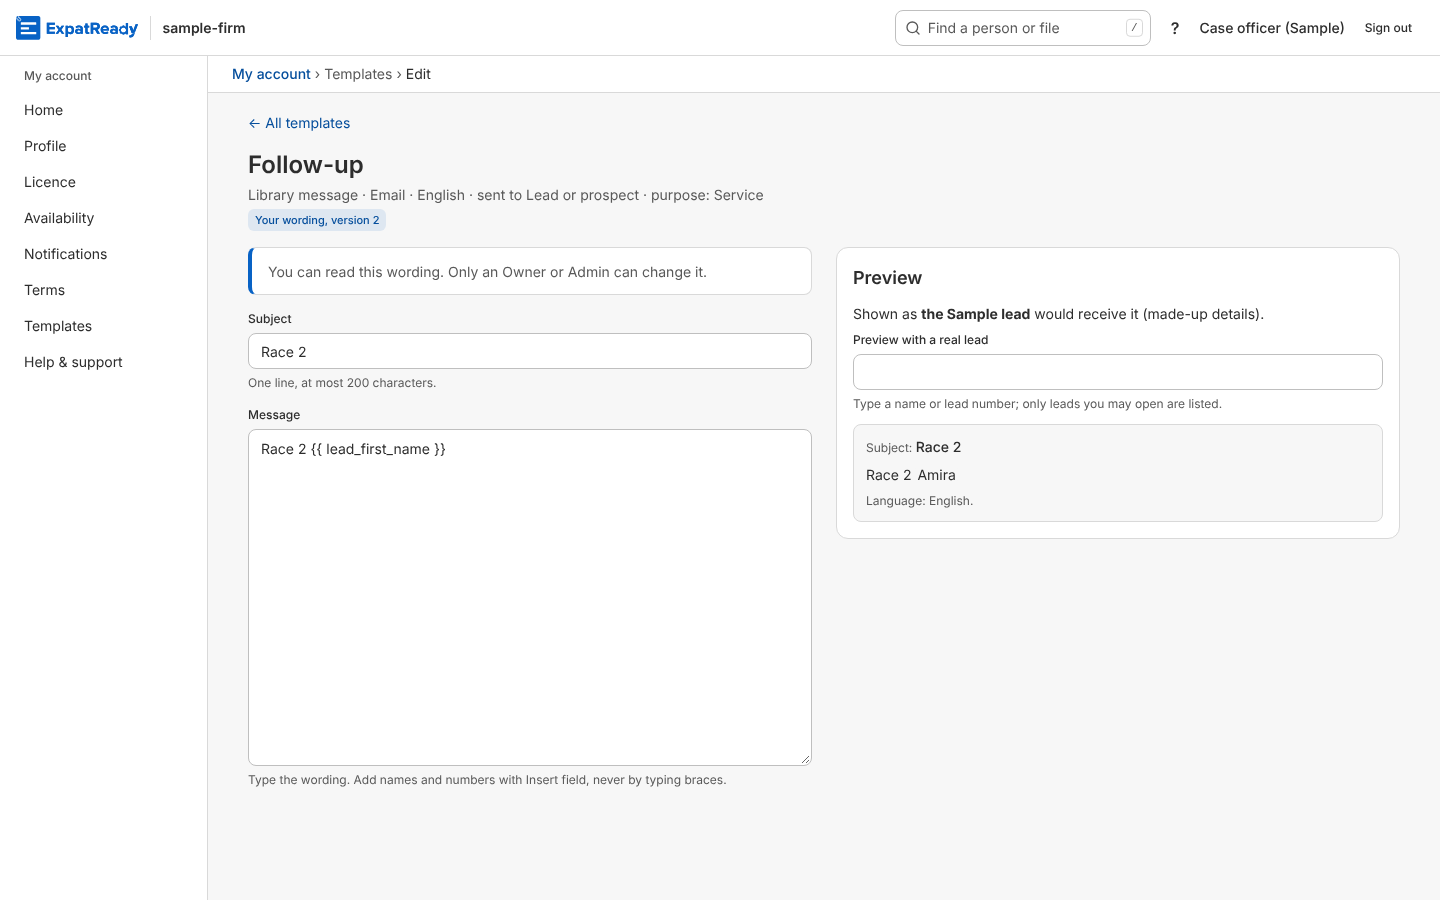 ExpatReady
sample-firm
Find a person or file
/
?
Case officer (Sample)
Sign out
My account
Home
Profile
Licence
Availability
Notifications
Terms
Templates
Help & support
My account › Templates › Edit
← All templates
Follow-up
Library message · Email · English · sent to Lead or prospect · purpose: Service
Your wording, version 2
You can read this wording. Only an Owner or Admin can change it.
Subject
Race 2
One line, at most 200 characters.
Message
Race 2 {{ lead_first_name }}
Type the wording. Add names and numbers with Insert field, never by typing braces.
Preview
Shown as the Sample lead would receive it (made-up details).
Preview with a real lead
Type a name or lead number; only leads you may open are listed.
Subject: Race 2
Race 2 Amira
Language: English.